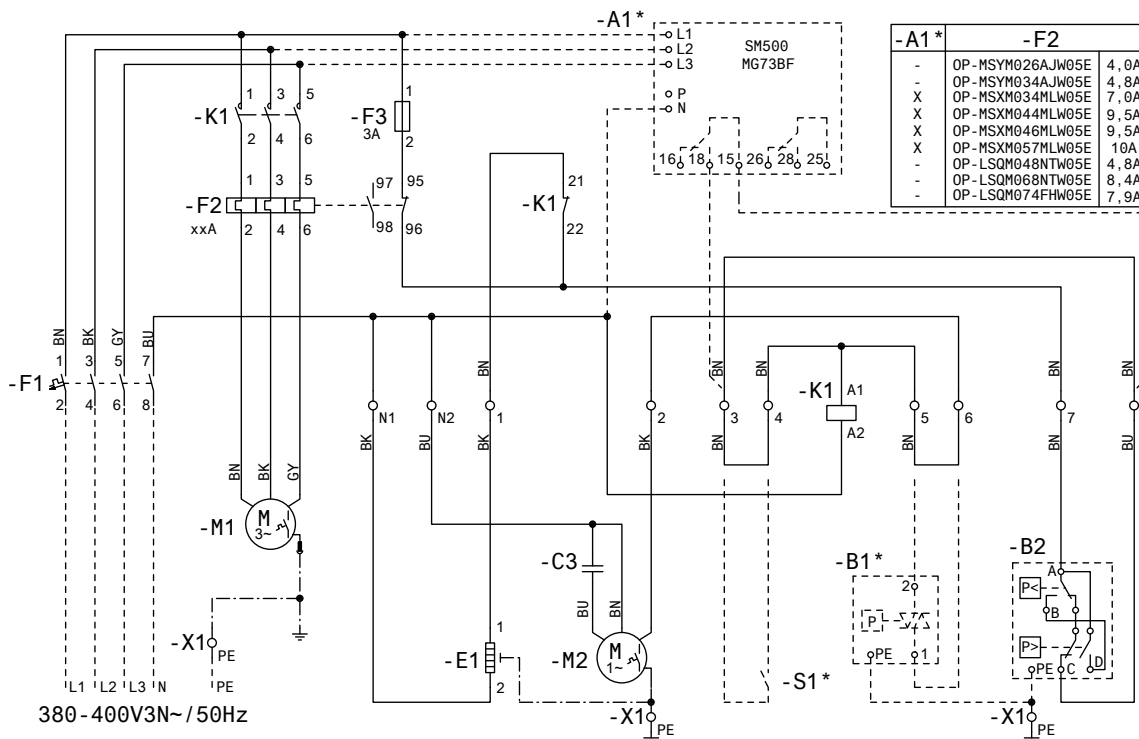 -A1*
L1
L2
L3
P
N
SM500
MG73BF
16 18 15 26 28 25
-A1* -F2
- OP-MSYM026AJW05E 4,0A
- OP-MSYM034AJW05E 4,8A
X OP-MSXM034MLW05E 7,0A
X OP-MSXM044MLW05E 9,5A
X OP-MSXM046MLW05E 9,5A
X OP-MSXM057MLW05E 10A
- OP-LSQM048NTW05E 4,8A
- OP-LSQM068NTW05E 8,4A
- OP-LSQM074FHW05E 7,9A
1 3 5
-K1
2 4 6
1
-F3
3A
2
1 3 5
-F2
xxA
2 4 6
97 95
98 96
21
-K1
22
BN BK GY BU
1 3 5 7
-F1
2 4 6 8
BN BN BN BN BN BN
N1 N2 1 2 3 4 5 6 7
-K1 A1
A2
BK BU BK BK BN BN BN BN BU
BN BK GY
M
3~
-M1
-C3
BU BN
M
1~
-M2
1
-E1
2
-S1*
-B1*
2
P
PE 1
-B2
A
P<
B
P>
PE C D
-X1 PE
-X1 PE
-X1 PE
L1 L2 L3 N PE
380-400V3N~/50Hz